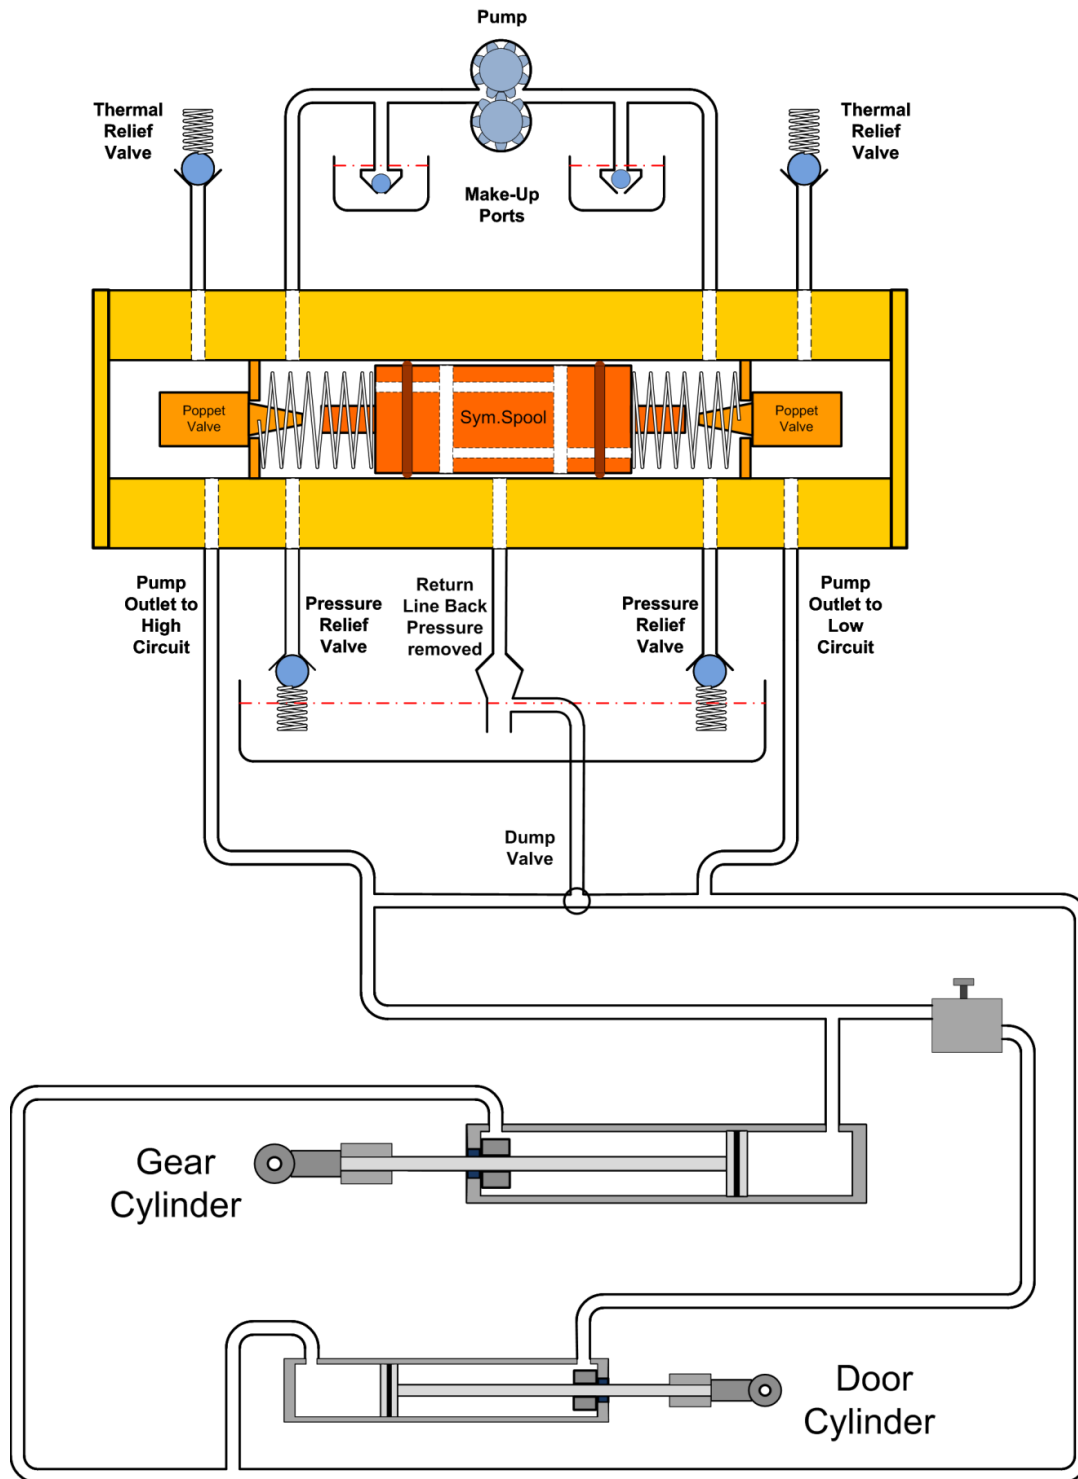 Pump
Thermal
Relief
Valve
Thermal
Relief
Valve
Make-Up
Ports
Poppet
Valve
Sym.Spool
Poppet
Valve
Pump
Outlet to
High
Circuit
Pressure
Relief
Valve
Return
Line Back
Pressure
removed
Pressure
Relief
Valve
Pump
Outlet to
Low
Circuit
Dump
Valve
Gear
Cylinder
Door
Cylinder